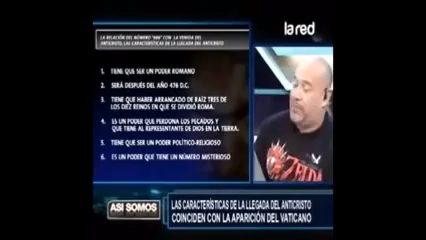 LA RELACIÓN DEL NÚMERO "666" CON LA VENIDA DEL
ANTICRISTO, LAS CARACTERÍSTICAS DE LA LLEGADA DEL ANTICRISTO
1. TIENE QUE SER UN PODER ROMANO
2. SERÁ DESPUÉS DEL AÑO 476 D.C.
3. TIENE QUE HABER ARRANCADO DE RAÍZ TRES DE
LOS DIEZ REINOS EN QUE SE DIVIDIÓ ROMA.
4. ES UN PODER QUE PERDONA LOS PECADOS Y
QUE TIENE AL REPRESENTANTE DE DIOS EN LA TIERRA.
5. TIENE QUE SER UN PODER POLÍTICO-RELIGIOSO
6. ES UN PODER QUE TIENE UN NÚMERO MISTERIOSO
la red
ZELDA
ASI SOMOS
LAS CARACTERÍSTICAS DE LA LLEGADA DEL ANTICRISTO
COINCIDEN CON LA APARICIÓN DEL VATICANO